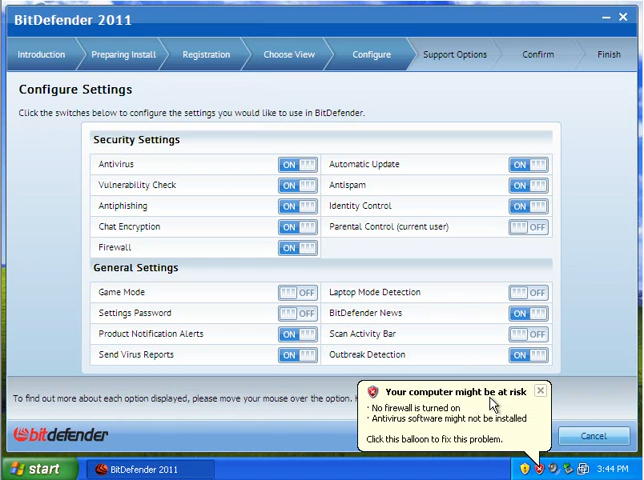 BitDefender 2011
Introduction Preparing Install Registration Choose View Configure Support Options Confirm Finish
Configure Settings
Click the switches below to configure the settings you would like to use in BitDefender.
Security Settings
Antivirus ON Automatic Update ON
Vulnerability Check ON Antispam ON
Antiphishing ON Identity Control ON
Chat Encryption ON Parental Control (current user) OFF
Firewall ON
General Settings
Game Mode OFF Laptop Mode Detection OFF
Settings Password OFF BitDefender News ON
Product Notification Alerts ON Scan Activity Bar OFF
Send Virus Reports ON Outbreak Detection ON
To find out more about each option displayed, please move your mouse over the option.
Your computer might be at risk
· No firewall is turned on
· Antivirus software might not be installed
Click this balloon to fix this problem.
bitdefender Cancel
start BitDefender 2011 3:44 PM